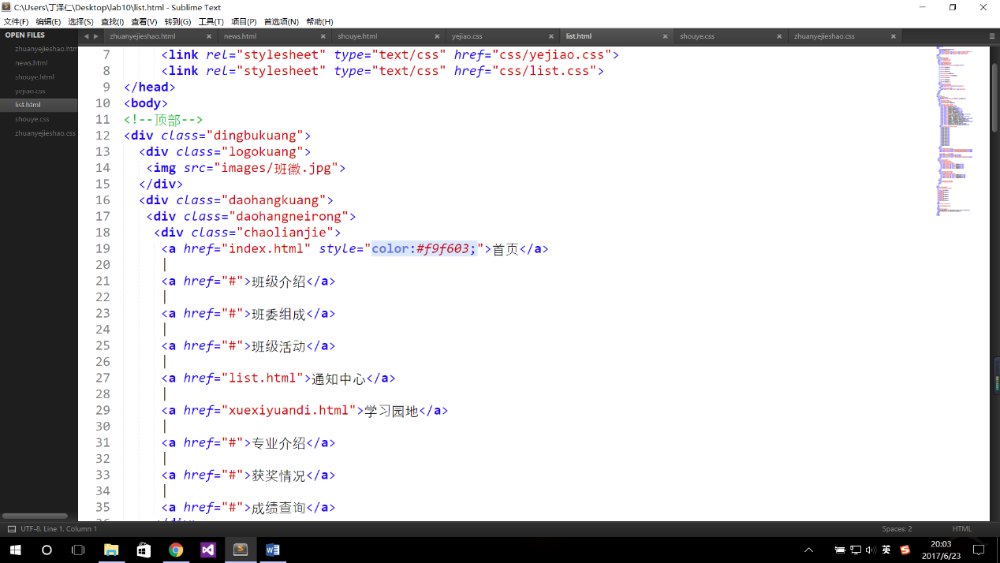 C:\Users\丁泽仁\Desktop\lab10\list.html - Sublime Text
文件(F) 编辑(E) 选择(S) 查找(I) 查看(V) 转到(G) 工具(T) 项目(P) 首选项(N) 帮助(H)
OPEN FILES
zhuanyejieshao.htm
news.html
shouye.html
yejiao.css
list.html
shouye.css
zhuanyejieshao.css
zhuanyejieshao.html news.html shouye.html yejiao.css list.html shouye.css zhuanyejieshao.css
7 <link rel="stylesheet" type="text/css" href="css/yejiao.css">
8 <link rel="stylesheet" type="text/css" href="css/list.css">
9 </head>
10 <body>
11 <!--顶部-->
12 <div class="dingbukuang">
13 <div class="logokuang">
14 <img src="images/班徽.jpg">
15 </div>
16 <div class="daohangkuang">
17 <div class="daohangneirong">
18 <div class="chaolianjie">
19 <a href="index.html" style="color:#f9f603;">首页</a>
20 |
21 <a href="#">班级介绍</a>
22 |
23 <a href="#">班委组成</a>
24 |
25 <a href="#">班级活动</a>
26 |
27 <a href="list.html">通知中心</a>
28 |
29 <a href="xuexiyuandi.html">学习园地</a>
30 |
31 <a href="#">专业介绍</a>
32 |
33 <a href="#">获奖情况</a>
34 |
35 <a href="#">成绩查询</a>
36 </div>
UTF-8, Line 1, Column 1 Spaces: 2 HTML
英 20:03
2017/6/23